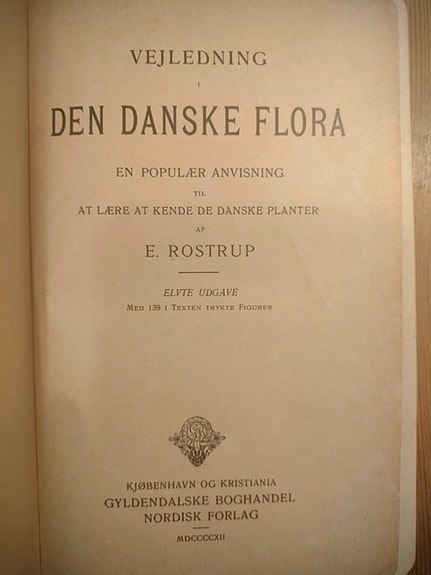 VEJLEDNING
I
DEN DANSKE FLORA
EN POPULÆR ANVISNING
TIL
AT LÆRE AT KENDE DE DANSKE PLANTER
AF
E. ROSTRUP
ELVTE UDGAVE
MED 139 I TEXTEN TRYKTE FIGURER
KJØBENHAVN OG KRISTIANIA
GYLDENDALSKE BOGHANDEL
NORDISK FORLAG
MDCCCCXII